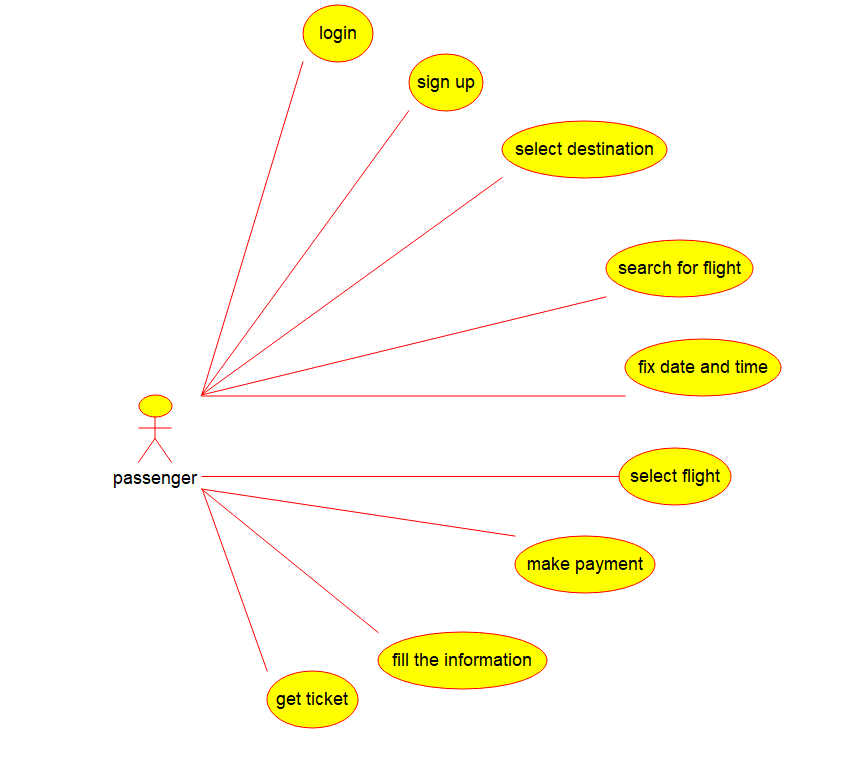 login
sign up
select destination
search for flight
fix date and time
passenger
select flight
make payment
fill the information
get ticket